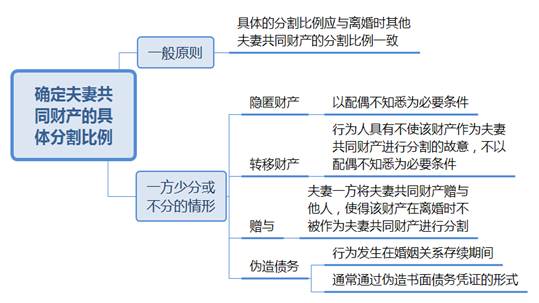 确定夫妻共
同财产的具
体分割比例
一般原则
具体的分割比例应与离婚时其他
夫妻共同财产的分割比例一致
一方少分或
不分的情形
隐匿财产
以配偶不知悉为必要条件
转移财产
行为人具有不使该财产作为夫妻
共同财产进行分割的故意，不以
配偶不知悉为必要条件
赠与
夫妻一方将夫妻共同财产赠与
他人，使得该财产在离婚时不
被作为夫妻共同财产进行分割
伪造债务
行为发生在婚姻关系存续期间
通常通过伪造书面债务凭证的形式